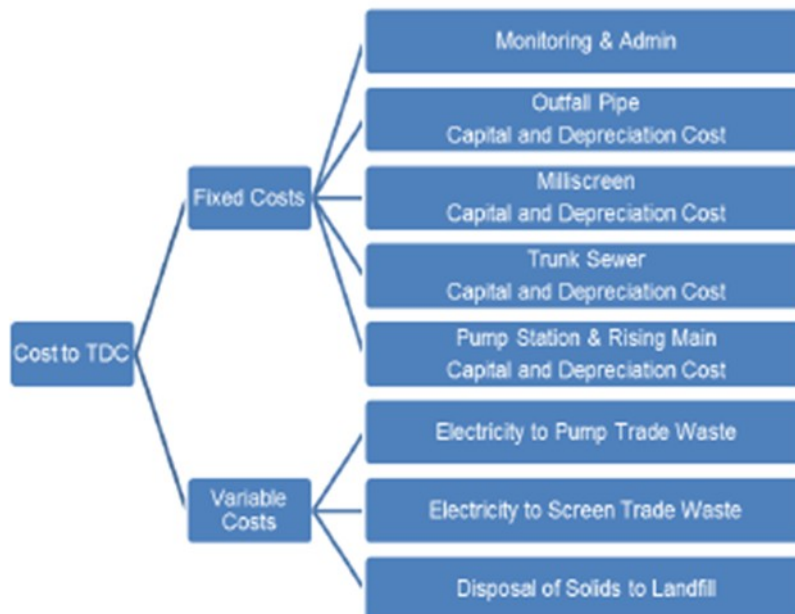 Cost to TDC
Fixed Costs
Monitoring & Admin
Outfall Pipe
Capital and Depreciation Cost
Milliscreen
Capital and Depreciation Cost
Trunk Sewer
Capital and Depreciation Cost
Pump Station & Rising Main
Capital and Depreciation Cost
Variable
Costs
Electricity to Pump Trade Waste
Electricity to Screen Trade Waste
Disposal of Solids to Landfill